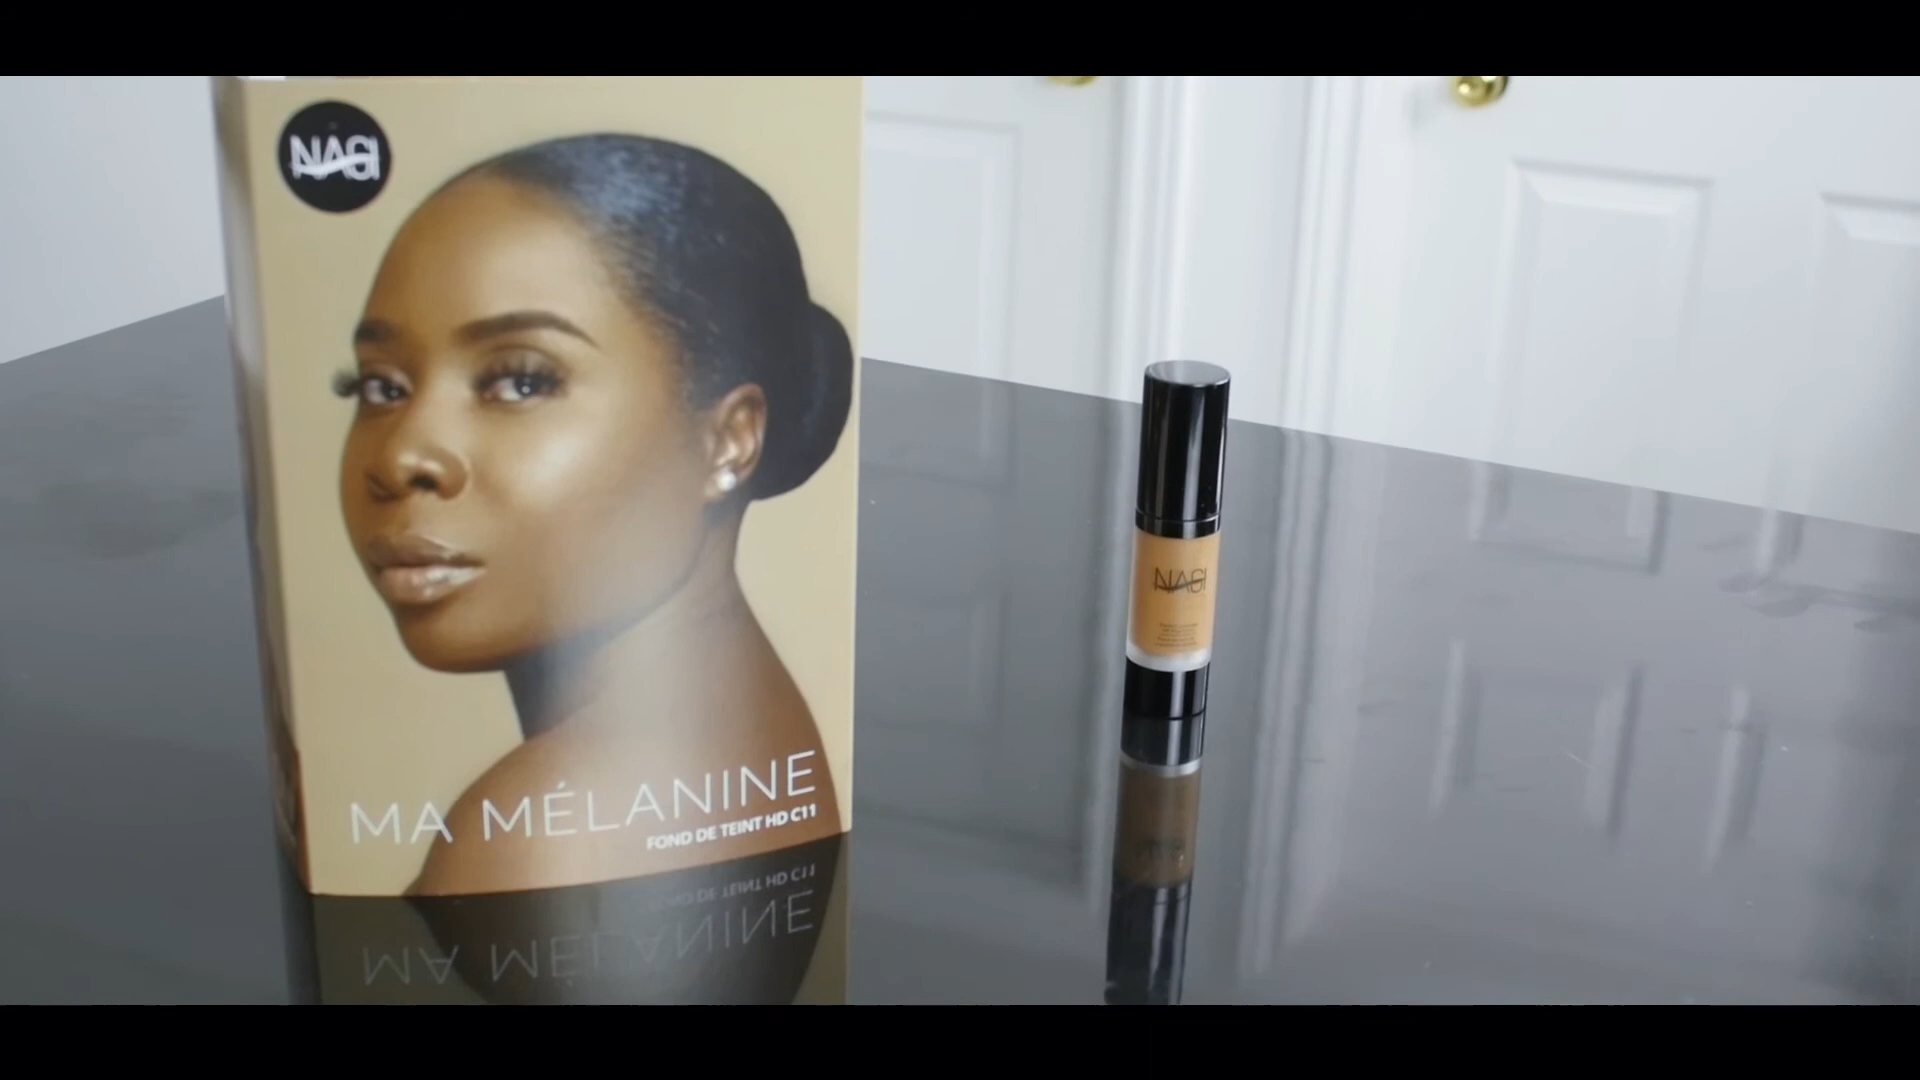 NAGI
MA MÉLANINE
FOND DE TEINT HD C11
NAGI